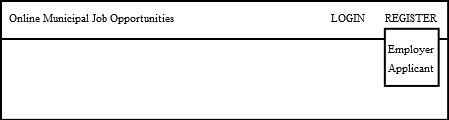 Online Municipal Job Opportunities LOGIN REGISTER
Employer
Applicant